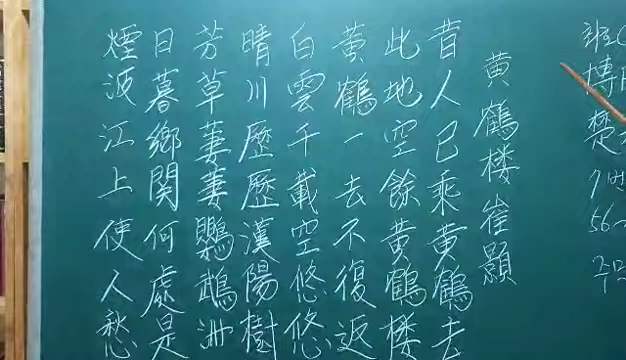 黄鶴楼 崔顥
昔人已乘黄鶴去
此地空餘黄鶴楼
黄鶴一去不復返
白雲千載空悠悠
晴川歷歷漢陽樹
芳草萋萋鸚鵡洲
日暮鄉関何處是
煙波江上使人愁